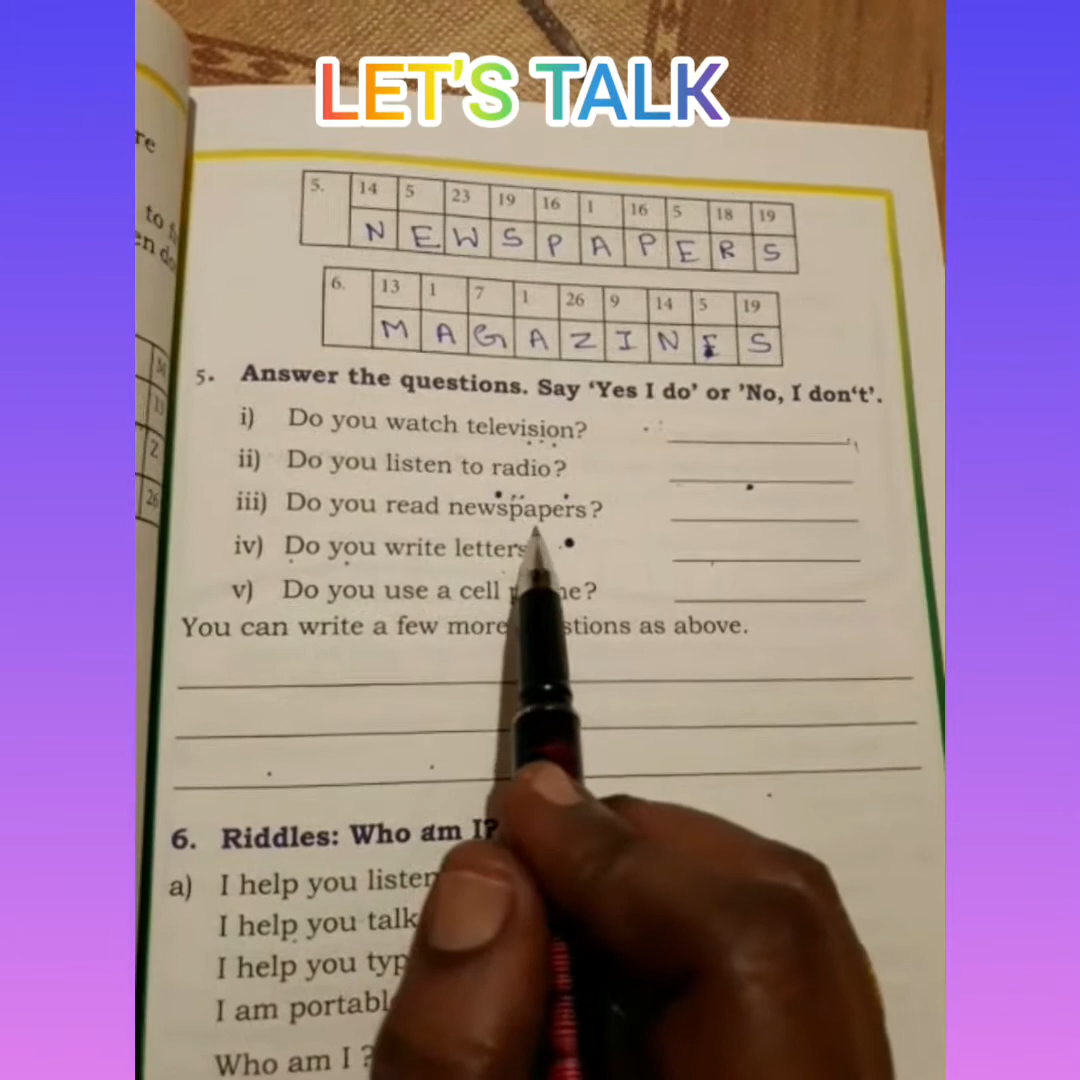 LET'S TALK
re
to f
en do
5. 14 5 23 19 16 1 16 5 18 19
N E W S P A P E R S
6. 13 1 7 1 26 9 14 5 19
M A G A Z I N E S
5. Answer the questions. Say ‘Yes I do’ or ’No, I don‘t’.
i) Do you watch television?
ii) Do you listen to radio?
iii) Do you read newspapers?
iv) Do you write letters
v) Do you use a cell
You can write a few more
stions as above.
6. Riddles: Who am I?
a) I help you listen
I help you talk
I help you typ
I am portabl
Who am I ?